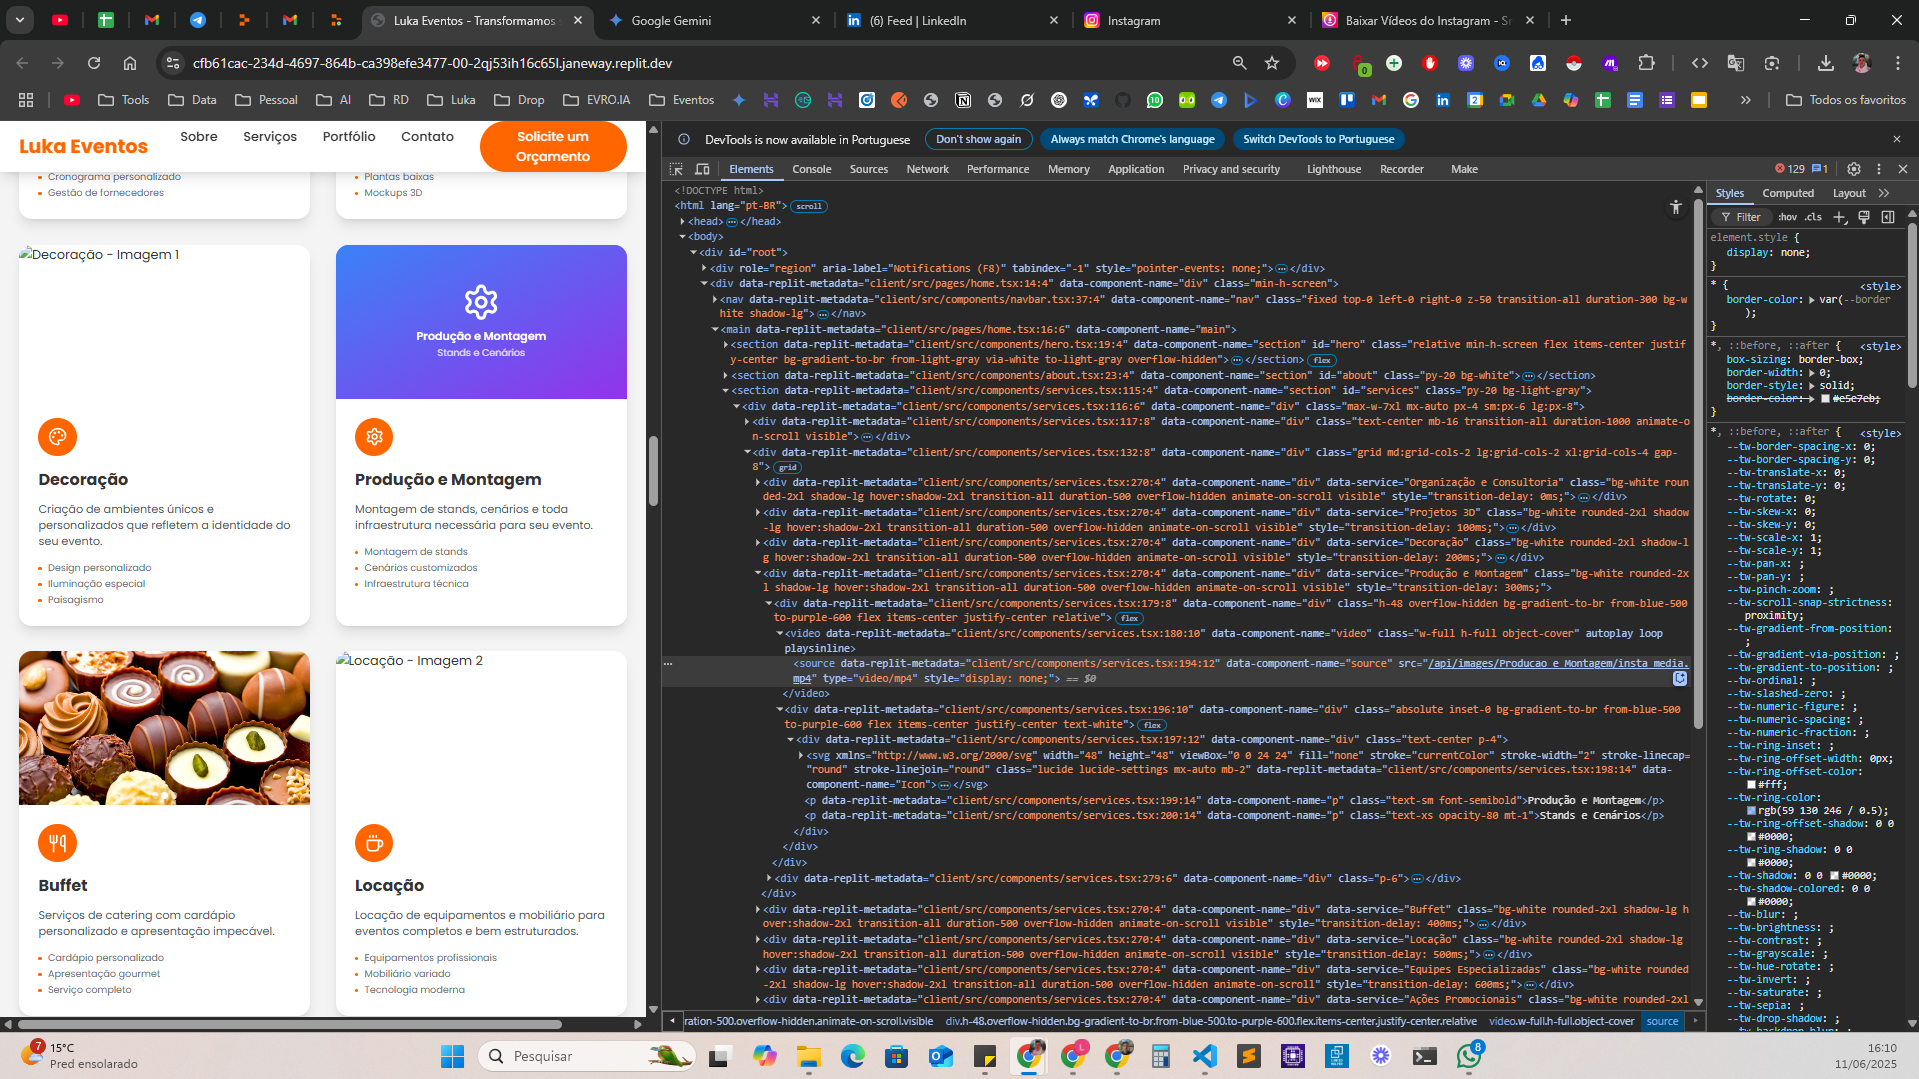 Luka Eventos - Transformamos
Google Gemini
(6) Feed | LinkedIn
Instagram
Baixar Vídeos do Instagram - S
cfb61cac-234d-4697-864b-ca398efe3477-00-2qj53ih16c65l.janeway.replit.dev
0
Tools
Data
Pessoal
AI
RD
Luka
Drop
EVRO.IA
Eventos
Todos os favoritos
Luka Eventos
Sobre
Serviços
Portfólio
Contato
Solicite um
Orçamento
Cronograma personalizado
Gestão de fornecedores
Plantas baixas
Mockups 3D
Decoração - Imagem 1
Produção e Montagem
Stands e Cenários
Decoração
Criação de ambientes únicos e
personalizados que refletem a identidade do
seu evento.
Design personalizado
Iluminação especial
Paisagismo
Produção e Montagem
Montagem de stands, cenários e toda
infraestrutura necessária para seu evento.
Montagem de stands
Cenários customizados
Infraestrutura técnica
Locação - Imagem 2
Buffet
Serviços de catering com cardápio
personalizado e apresentação impecável.
Cardápio personalizado
Apresentação gourmet
Serviço completo
Locação
Locação de equipamentos e mobiliário para
eventos completos e bem estruturados.
Equipamentos profissionais
Mobiliário variado
Tecnologia moderna
DevTools is now available in Portuguese
Don't show again
Always match Chrome's language
Switch DevTools to Portuguese
Elements
Console
Sources
Network
Performance
Memory
Application
Privacy and security
Lighthouse
Recorder
Make
129
1
<!DOCTYPE html>
<html lang="pt-BR"> scroll
<head> </head>
<body>
<div id="root">
<div role="region" aria-label="Notifications (F8)" tabindex="-1" style="pointer-events: none;"> </div>
<div data-replit-metadata="client/src/pages/home.tsx:14:4" data-component-name="div" class="min-h-screen">
<nav data-replit-metadata="client/src/components/navbar.tsx:37:4" data-component-name="nav" class="fixed top-0 left-0 right-0 z-50 transition-all duration-300 bg-w
hite shadow-lg"> </nav>
<main data-replit-metadata="client/src/pages/home.tsx:16:6" data-component-name="main">
<section data-replit-metadata="client/src/components/hero.tsx:19:4" data-component-name="section" id="hero" class="relative min-h-screen flex items-center justif
y-center bg-gradient-to-br from-light-gray via-white to-light-gray overflow-hidden"> </section> flex
<section data-replit-metadata="client/src/components/about.tsx:23:4" data-component-name="section" id="about" class="py-20 bg-white"> </section>
<section data-replit-metadata="client/src/components/services.tsx:115:4" data-component-name="section" id="services" class="py-20 bg-light-gray">
<div data-replit-metadata="client/src/components/services.tsx:116:6" data-component-name="div" class="max-w-7xl mx-auto px-4 sm:px-6 lg:px-8">
<div data-replit-metadata="client/src/components/services.tsx:117:8" data-component-name="div" class="text-center mb-16 transition-all duration-1000 animate-o
n-scroll visible"> </div>
<div data-replit-metadata="client/src/components/services.tsx:132:8" data-component-name="div" class="grid md:grid-cols-2 lg:grid-cols-2 xl:grid-cols-4 gap-
8"> grid
<div data-replit-metadata="client/src/components/services.tsx:270:4" data-component-name="div" data-service="Organização e Consultoria" class="bg-white roun
ded-2xl shadow-lg hover:shadow-2xl transition-all duration-500 overflow-hidden animate-on-scroll visible" style="transition-delay: 0ms;"> </div>
<div data-replit-metadata="client/src/components/services.tsx:270:4" data-component-name="div" data-service="Projetos 3D" class="bg-white rounded-2xl shadow
-lg hover:shadow-2xl transition-all duration-500 overflow-hidden animate-on-scroll visible" style="transition-delay: 100ms;"> </div>
<div data-replit-metadata="client/src/components/services.tsx:270:4" data-component-name="div" data-service="Decoração" class="bg-white rounded-2xl shadow-l
g hover:shadow-2xl transition-all duration-500 overflow-hidden animate-on-scroll visible" style="transition-delay: 200ms;"> </div>
<div data-replit-metadata="client/src/components/services.tsx:270:4" data-component-name="div" data-service="Produção e Montagem" class="bg-white rounded-2x
l shadow-lg hover:shadow-2xl transition-all duration-500 overflow-hidden animate-on-scroll visible" style="transition-delay: 300ms;">
<div data-replit-metadata="client/src/components/services.tsx:179:8" data-component-name="div" class="h-48 overflow-hidden bg-gradient-to-br from-blue-500
to-purple-600 flex items-center justify-center relative"> flex
<video data-replit-metadata="client/src/components/services.tsx:180:10" data-component-name="video" class="w-full h-full object-cover" autoplay loop
playsinline>
<source data-replit-metadata="client/src/components/services.tsx:194:12" data-component-name="source" src="/api/images/Producao e Montagem/insta media.
mp4" type="video/mp4" style="display: none;"> == $0
</video>
<div data-replit-metadata="client/src/components/services.tsx:196:10" data-component-name="div" class="absolute inset-0 bg-gradient-to-br from-blue-500
to-purple-600 flex items-center justify-center text-white"> flex
<div data-replit-metadata="client/src/components/services.tsx:197:12" data-component-name="div" class="text-center p-4">
<svg xmlns="http://www.w3.org/2000/svg" width="48" height="48" viewBox="0 0 24 24" fill="none" stroke="currentColor" stroke-width="2" stroke-linecap=
"round" stroke-linejoin="round" class="lucide lucide-settings mx-auto mb-2" data-replit-metadata="client/src/components/services.tsx:198:14" data-
component-name="Icon"> </svg>
<p data-replit-metadata="client/src/components/services.tsx:199:14" data-component-name="p" class="text-sm font-semibold">Produção e Montagem</p>
<p data-replit-metadata="client/src/components/services.tsx:200:14" data-component-name="p" class="text-xs opacity-80 mt-1">Stands e Cenários</p>
</div>
</div>
</div>
<div data-replit-metadata="client/src/components/services.tsx:279:6" data-component-name="div" class="p-6"> </div>
</div>
<div data-replit-metadata="client/src/components/services.tsx:270:4" data-component-name="div" data-service="Buffet" class="bg-white rounded-2xl shadow-lg h
over:shadow-2xl transition-all duration-500 overflow-hidden animate-on-scroll visible" style="transition-delay: 400ms;"> </div>
<div data-replit-metadata="client/src/components/services.tsx:270:4" data-component-name="div" data-service="Locação" class="bg-white rounded-2xl shadow-lg
hover:shadow-2xl transition-all duration-500 overflow-hidden animate-on-scroll visible" style="transition-delay: 500ms;"> </div>
<div data-replit-metadata="client/src/components/services.tsx:270:4" data-component-name="div" data-service="Equipes Especializadas" class="bg-white rounded
-2xl shadow-lg hover:shadow-2xl transition-all duration-500 overflow-hidden animate-on-scroll visible" style="transition-delay: 600ms;"> </div>
<div data-replit-metadata="client/src/components/services.tsx:270:4" data-component-name="div" data-service="Ações Promocionais" class="bg-white rounded-2xl
ration-500.overflow-hidden.animate-on-scroll.visible
div.h-48.overflow-hidden.bg-gradient-to-br.from-blue-500.to-purple-600.flex.items-center.justify-center.relative
video.w-full.h-full.object-cover
source
Styles
Computed
Layout
Filter
:hov
.cls
element.style {
display: none;
}
* { <style>
border-color: var(--border
);
}
*, ::before, ::after { <style>
box-sizing: border-box;
border-width: 0;
border-style: solid;
border-color: #e5e7eb;
}
*, ::before, ::after { <style>
--tw-border-spacing-x: 0;
--tw-border-spacing-y: 0;
--tw-translate-x: 0;
--tw-translate-y: 0;
--tw-rotate: 0;
--tw-skew-x: 0;
--tw-skew-y: 0;
--tw-scale-x: 1;
--tw-scale-y: 1;
--tw-pan-x: ;
--tw-pan-y: ;
--tw-pinch-zoom: ;
--tw-scroll-snap-strictness:
proximity;
--tw-gradient-from-position:
;
--tw-gradient-via-position: ;
--tw-gradient-to-position: ;
--tw-ordinal: ;
--tw-slashed-zero: ;
--tw-numeric-figure: ;
--tw-numeric-spacing: ;
--tw-numeric-fraction: ;
--tw-ring-inset: ;
--tw-ring-offset-width: 0px;
--tw-ring-offset-color:
#fff;
--tw-ring-color:
rgb(59 130 246 / 0.5);
--tw-ring-offset-shadow: 0 0
#0000;
--tw-ring-shadow: 0 0
#0000;
--tw-shadow: 0 0 #0000;
--tw-shadow-colored: 0 0
#0000;
--tw-blur: ;
--tw-brightness: ;
--tw-contrast: ;
--tw-grayscale: ;
--tw-hue-rotate: ;
--tw-invert: ;
--tw-saturate: ;
--tw-sepia: ;
--tw-drop-shadow: ;
7
15°C
Pred ensolarado
Pesquisar
8
16:10
11/06/2025